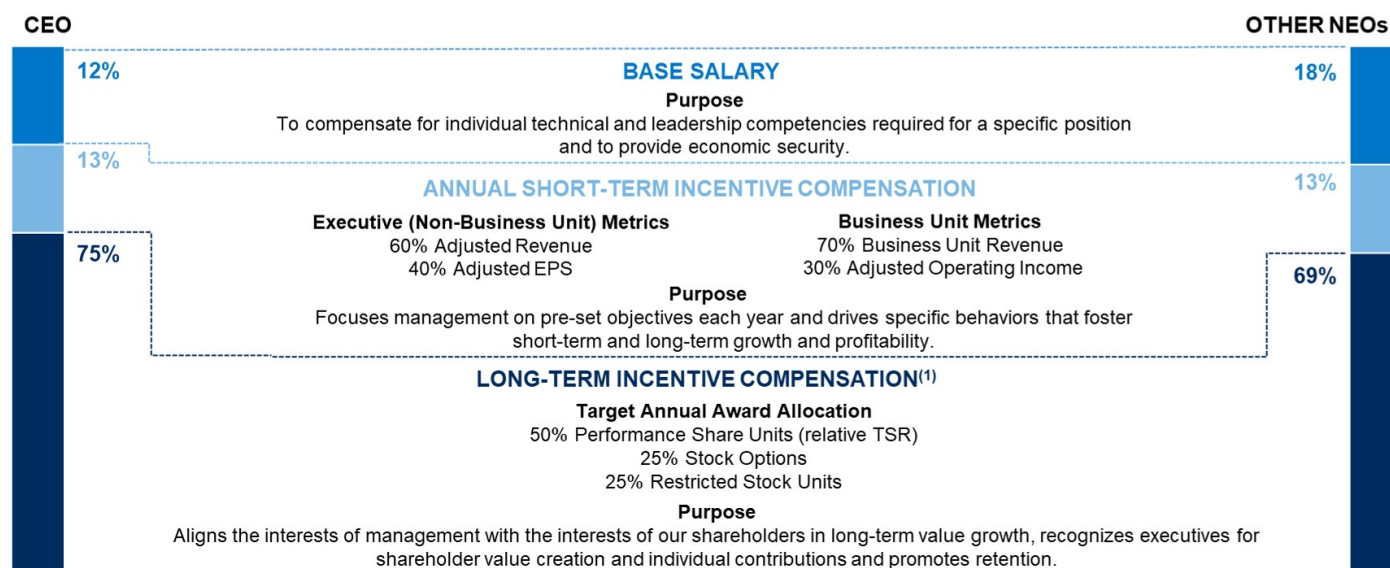 CEO
OTHER NEOs
12%
BASE SALARY
18%
Purpose
To compensate for individual technical and leadership competencies required for a specific position
and to provide economic security.
13%
ANNUAL SHORT-TERM INCENTIVE COMPENSATION
13%
Executive (Non-Business Unit) Metrics
60% Adjusted Revenue
40% Adjusted EPS
Business Unit Metrics
70% Business Unit Revenue
30% Adjusted Operating Income
75%
69%
Purpose
Focuses management on pre-set objectives each year and drives specific behaviors that foster
short-term and long-term growth and profitability.
LONG-TERM INCENTIVE COMPENSATION(1)
Target Annual Award Allocation
50% Performance Share Units (relative TSR)
25% Stock Options
25% Restricted Stock Units
Purpose
Aligns the interests of management with the interests of our shareholders in long-term value growth, recognizes executives for
shareholder value creation and individual contributions and promotes retention.